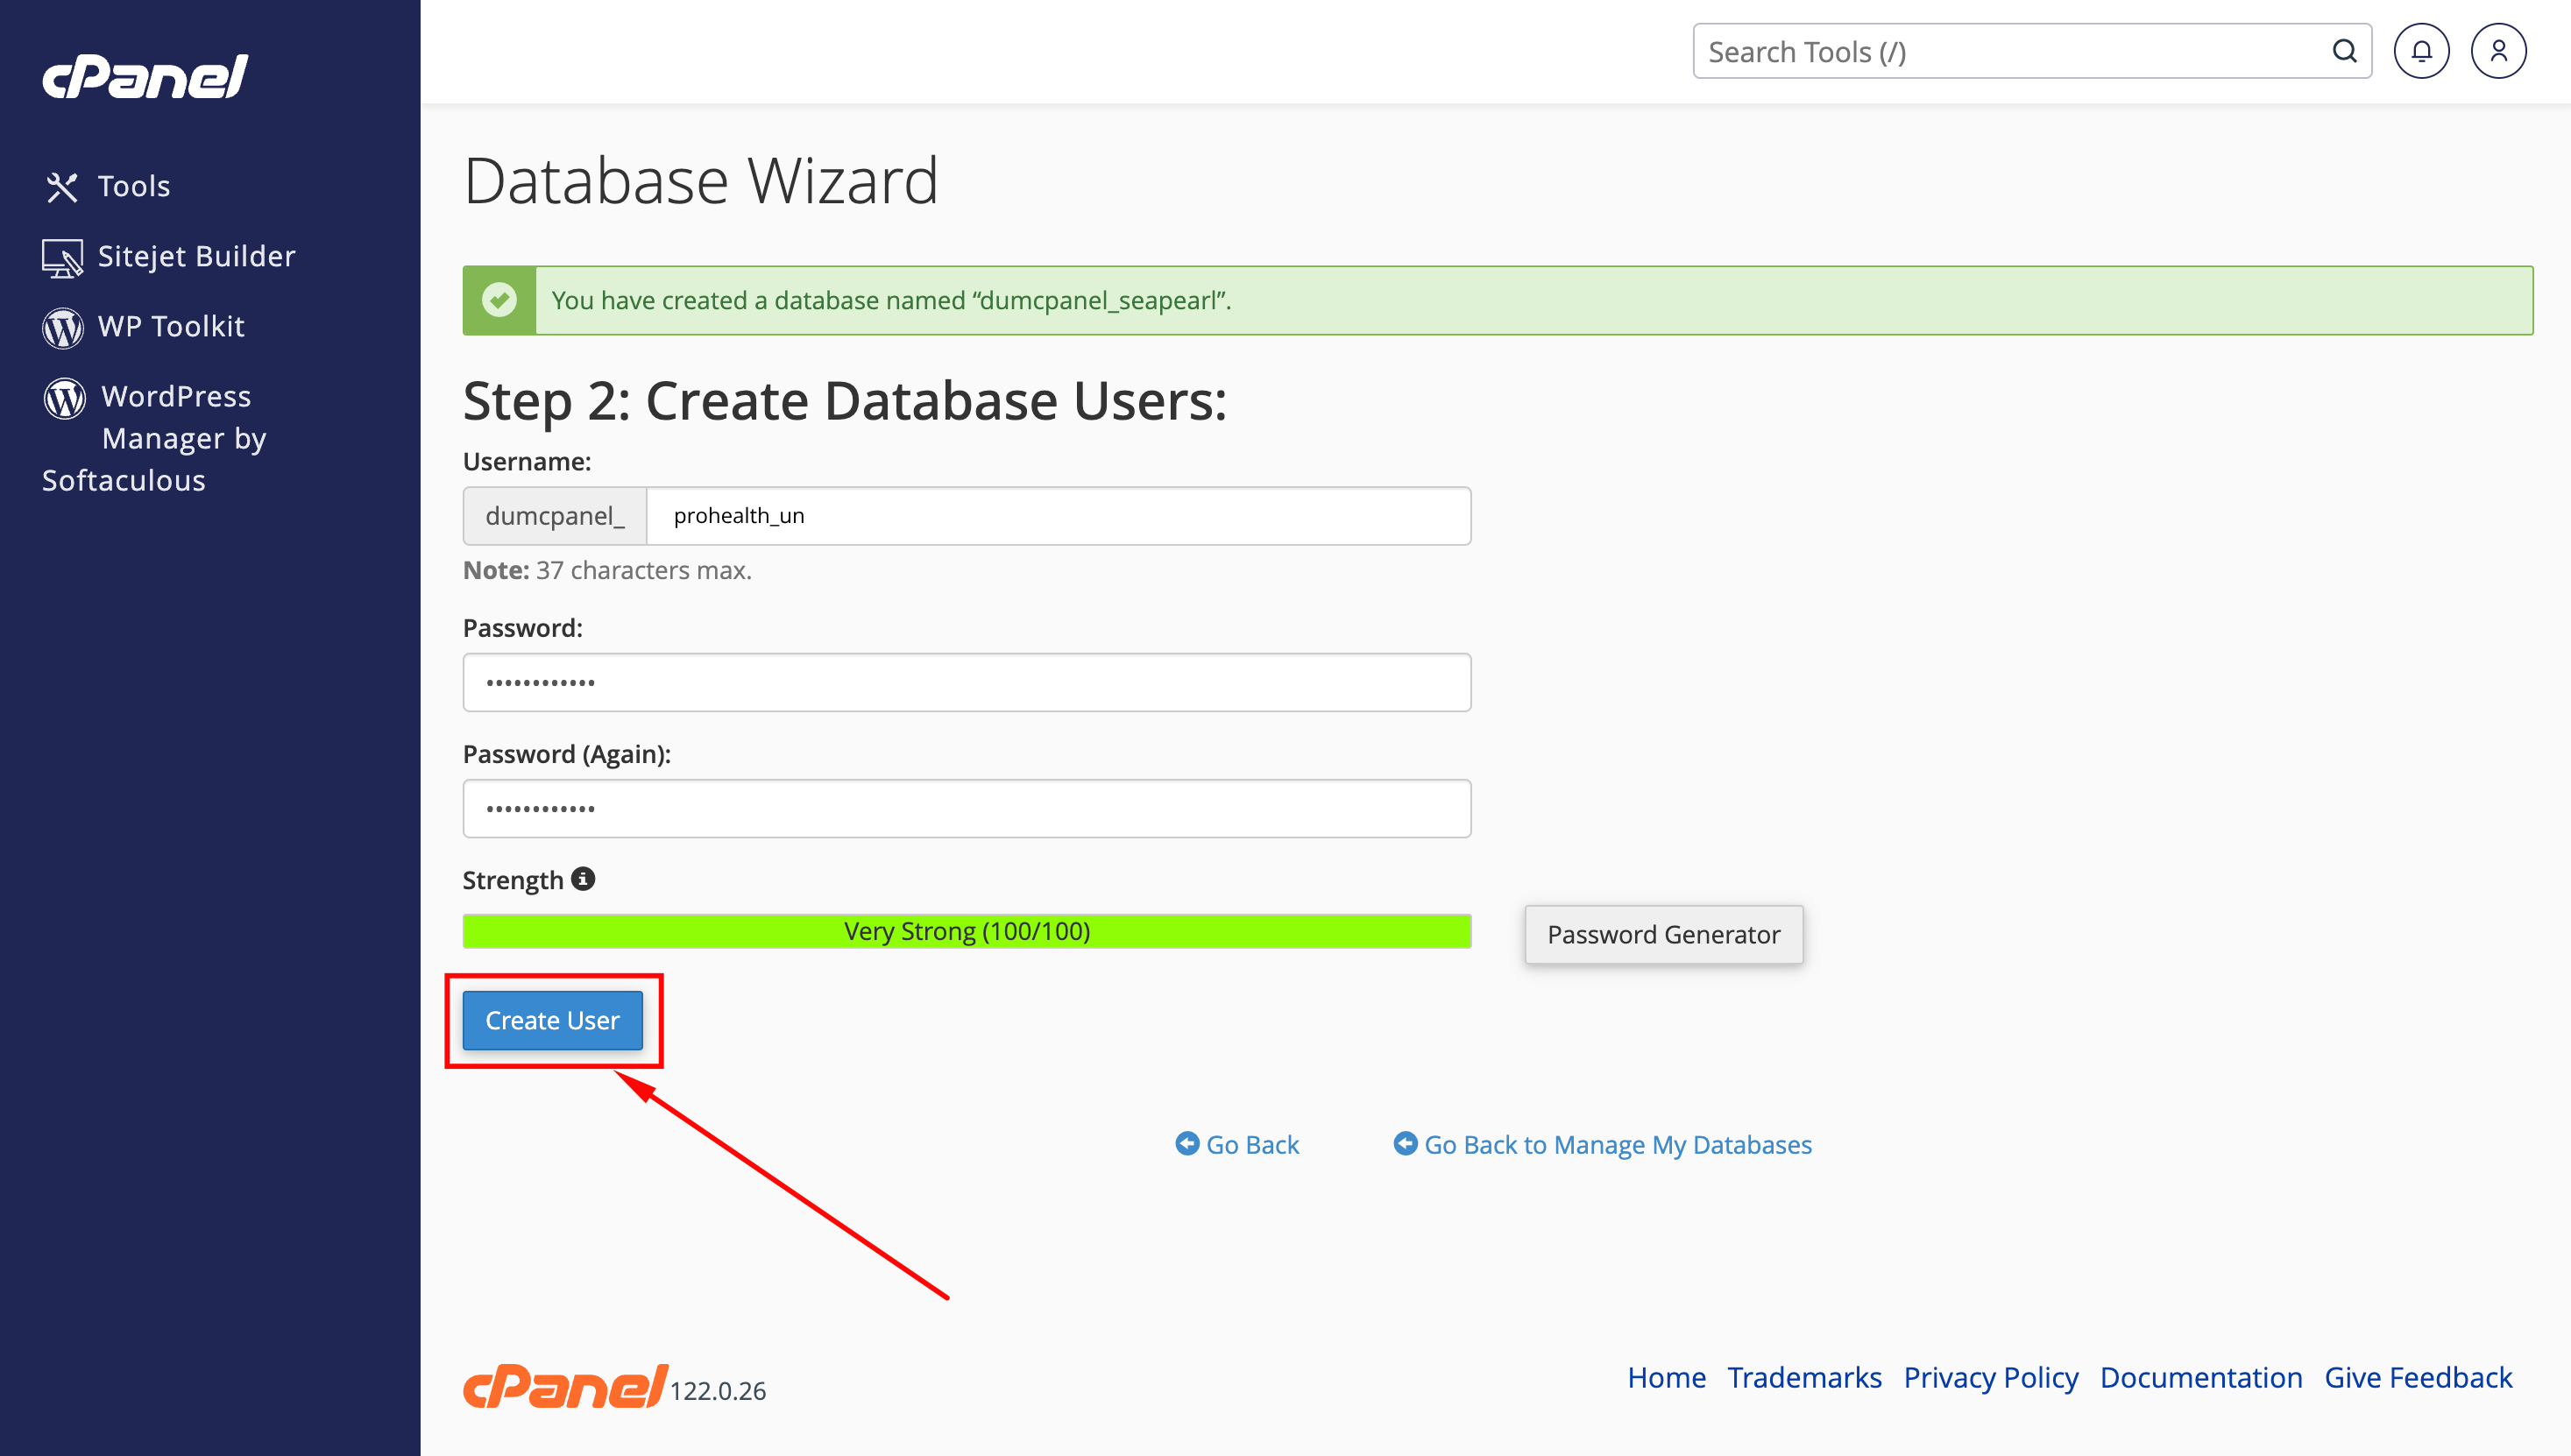 cPanel
Search Tools (/)
Tools
Sitejet Builder
WP Toolkit
WordPress
Manager by
Softaculous
Database Wizard
You have created a database named “dumcpanel_seapearl”.
Step 2: Create Database Users:
Username:
dumcpanel_ prohealth_un
Note: 37 characters max.
Password:
••••••••••••
Password (Again):
••••••••••••
Strength
Very Strong (100/100)
Password Generator
Create User
Go Back Go Back to Manage My Databases
cPanel 122.0.26
Home Trademarks Privacy Policy Documentation Give Feedback